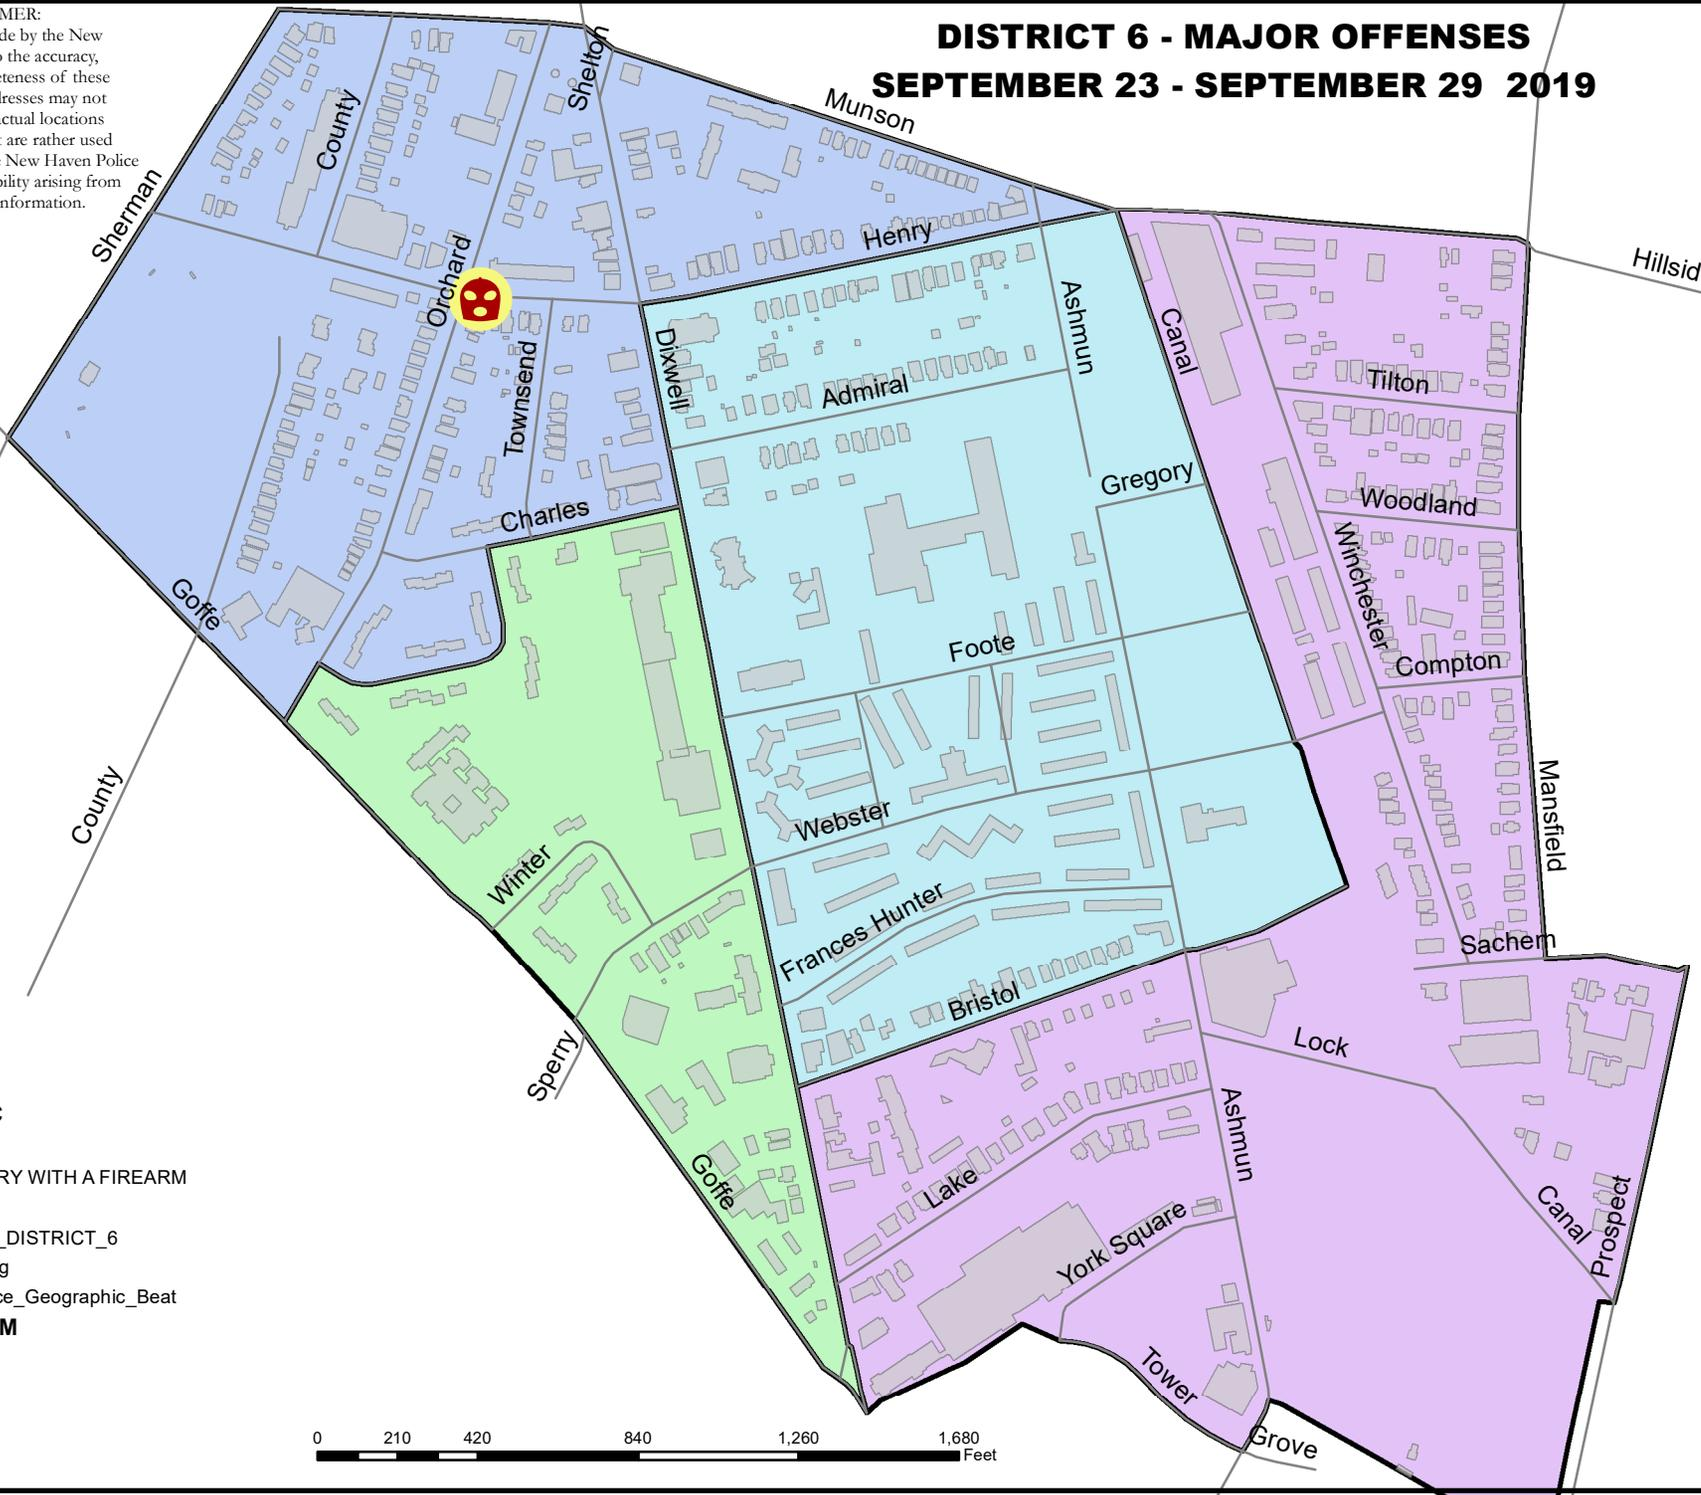 MER:
de by the New
o the accuracy,
eteness of these
dresses may not
actual locations
t are rather used
e New Haven Police
bility arising from
nformation.
DISTRICT 6 - MAJOR OFFENSES
SEPTEMBER 23 - SEPTEMBER 29 2019
Shelton
County
Munson
Sherman
Henry
Orchard
Hillsid
Ashmun
Canal
Dixwell
Townsend
Admiral
Tilton
Gregory
Woodland
Charles
Winchester
Goffe
Foote
Compton
County
Webster
Mansfield
Winter
Frances Hunter
Sachem
Bristol
Lock
Sperry
Ashmun
Goffe
Lake
RY WITH A FIREARM
York Square
Canal
Prospect
_DISTRICT_6
g
ce_Geographic_Beat
M
Tower
Grove
0 210 420 840 1,260 1,680
Feet